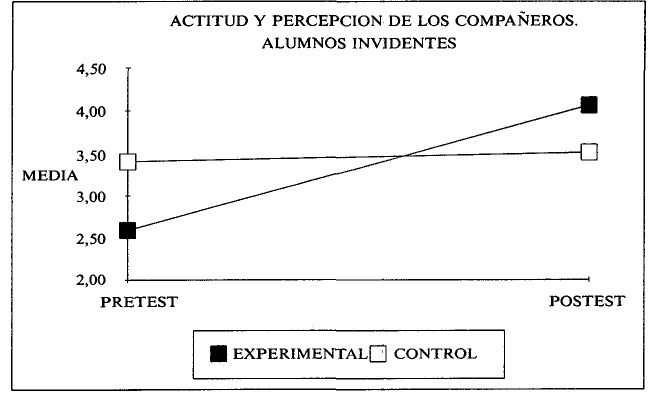 ACTITUD Y PERCEPCION DE LOS COMPAÑEROS.
ALUMNOS INVIDENTES
4,50
4,00
3,50
MEDIA
3,00
2,50
2,00
PRETEST POSTEST
EXPERIMENTAL CONTROL